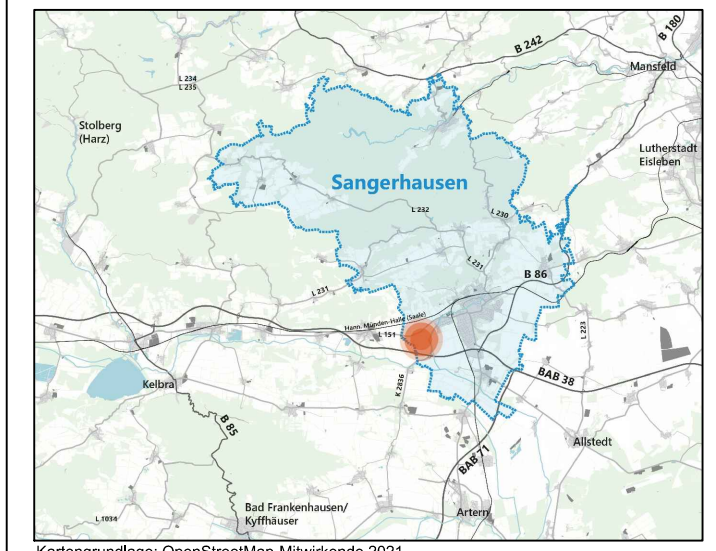 B 242
B 180
Mansfeld
L 234
L 235
Stolberg
(Harz)
Lutherstadt
Eisleben
Sangerhausen
L 232
L 230
L 231
B 86
L 231
Hann. Münden-Halle (Saale)
L 151
L 223
K 2836
BAB 38
Kelbra
B 85
Allstedt
BAB 71
Bad Frankenhausen/
Kyffhäuser
L 1034
Artern
Kartengrundlage: OpenStreetMap-Mitwirkende 2021